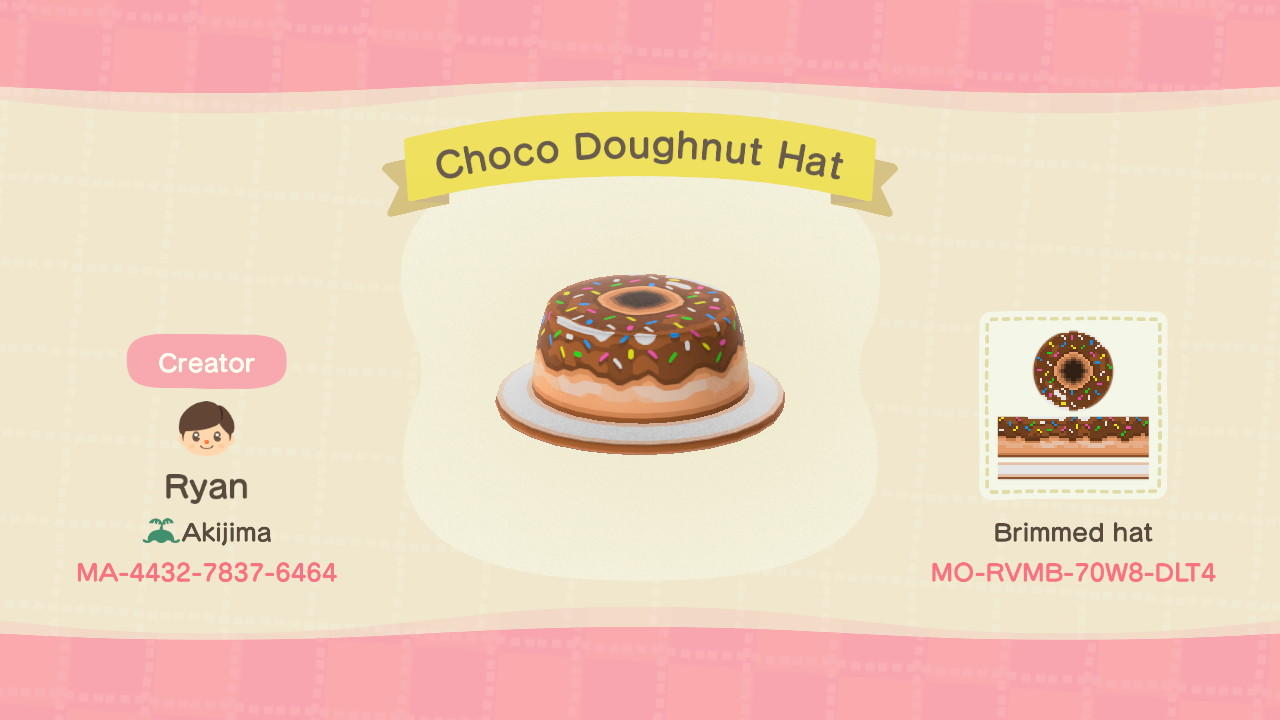 Choco Doughnut Hat
Creator
Ryan
Akijima
MA-4432-7837-6464
Brimmed hat
MO-RVMB-70W8-DLT4